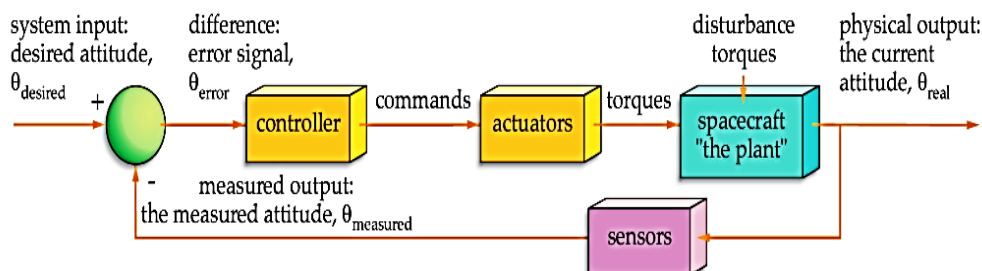 system input:
desired attitude,
θdesired
+
difference:
error signal,
θerror
controller
commands
actuators
torques
disturbance
torques
spacecraft
"the plant"
physical output:
the current
attitude, θreal
-
measured output:
the measured attitude, θmeasured
sensors